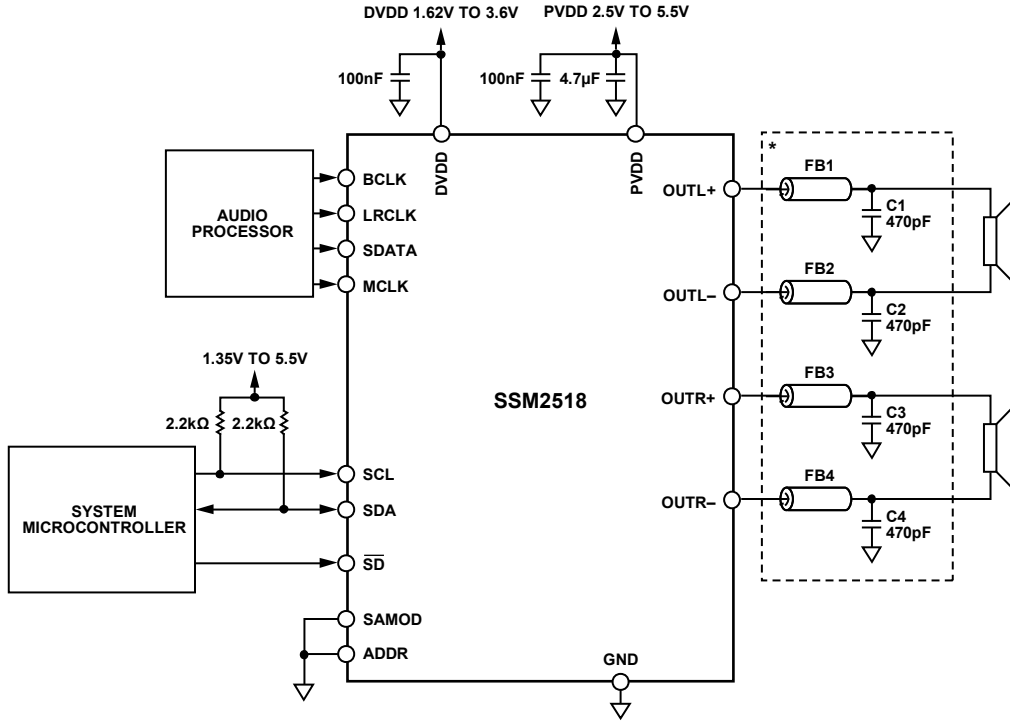 DVDD 1.62V TO 3.6V
PVDD 2.5V TO 5.5V
100nF
100nF
4.7µF
DVDD
PVDD
AUDIO
PROCESSOR
BCLK
LRCLK
SDATA
MCLK
OUTL+
OUTL–
OUTR+
OUTR–
*
FB1
C1
470pF
FB2
C2
470pF
FB3
C3
470pF
FB4
C4
470pF
1.35V TO 5.5V
2.2kΩ
2.2kΩ
SSM2518
SYSTEM
MICROCONTROLLER
SCL
SDA
SD
SAMOD
ADDR
GND